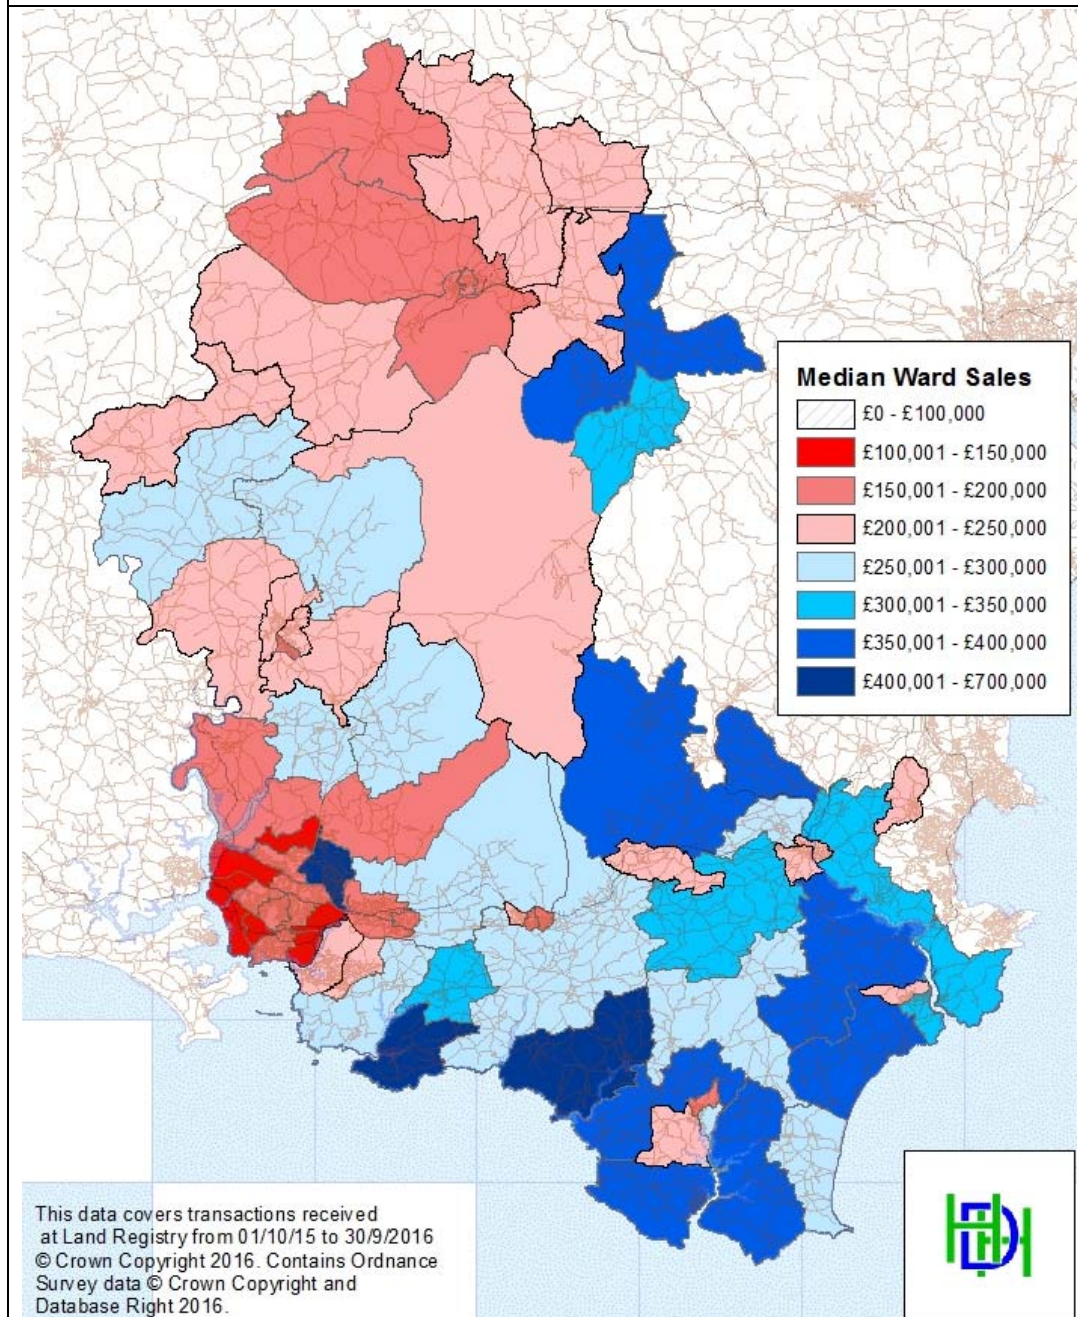 Median Ward Sales
£0 - £100,000
£100,001 - £150,000
£150,001 - £200,000
£200,001 - £250,000
£250,001 - £300,000
£300,001 - £350,000
£350,001 - £400,000
£400,001 - £700,000
This data covers transactions received
at Land Registry from 01/10/15 to 30/9/2016
© Crown Copyright 2016. Contains Ordnance
Survey data © Crown Copyright and
Database Right 2016.
HDH